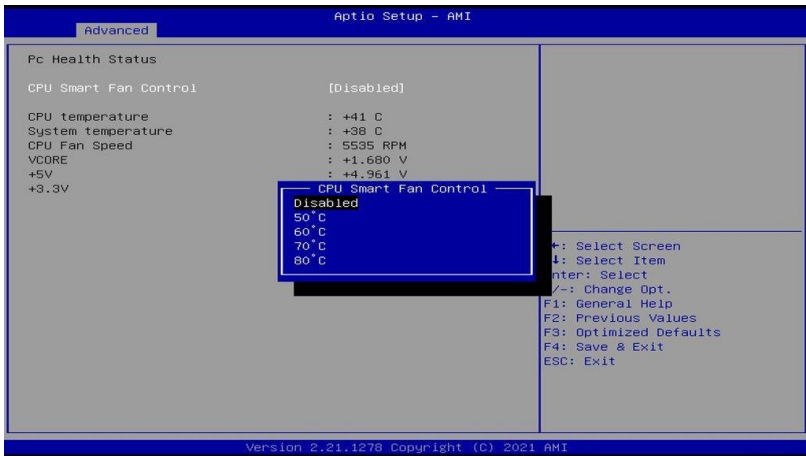 Aptio Setup – AMI
Advanced
Pc Health Status
CPU Smart Fan Control [Disabled]
CPU temperature : +41 C
System temperature : +38 C
CPU Fan Speed : 5535 RPM
VCORE : +1.680 V
+5V : +4.961 V
+3.3V
CPU Smart Fan Control
Disabled
50°C
60°C
70°C
80°C
←: Select Screen
↓: Select Item
nter: Select
/-: Change Opt.
F1: General Help
F2: Previous Values
F3: Optimized Defaults
F4: Save & Exit
ESC: Exit
Version 2.21.1278 Copyright (C) 2021 AMI